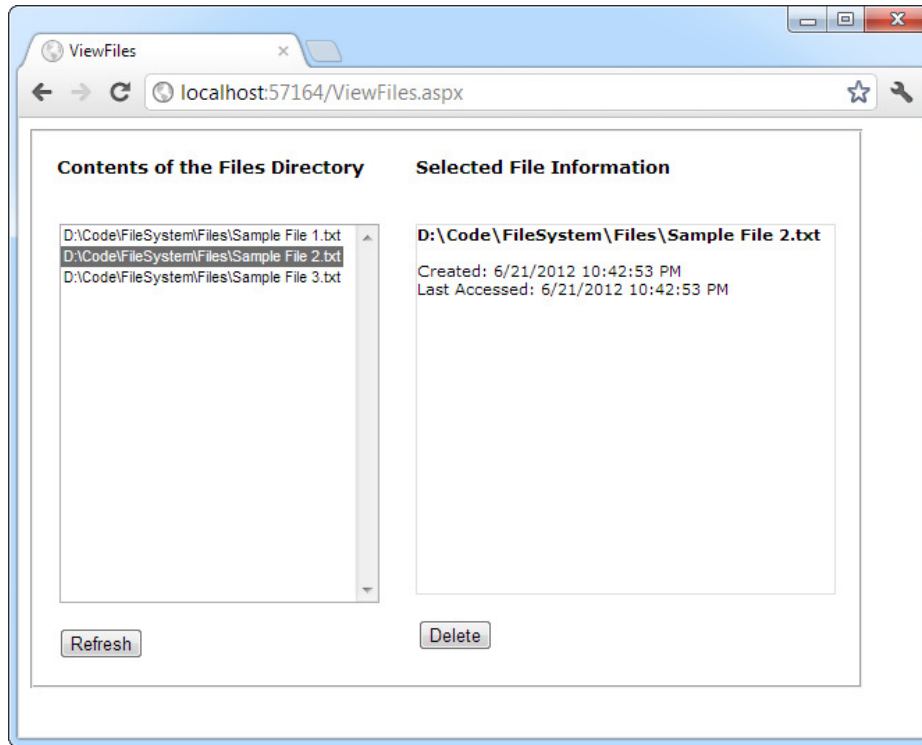 ViewFiles
localhost:57164/ViewFiles.aspx
Contents of the Files Directory
Selected File Information
D:\Code\FileSystem\Files\Sample File 1.txt
D:\Code\FileSystem\Files\Sample File 2.txt
D:\Code\FileSystem\Files\Sample File 3.txt
D:\Code\FileSystem\Files\Sample File 2.txt
Created: 6/21/2012 10:42:53 PM
Last Accessed: 6/21/2012 10:42:53 PM
Refresh
Delete